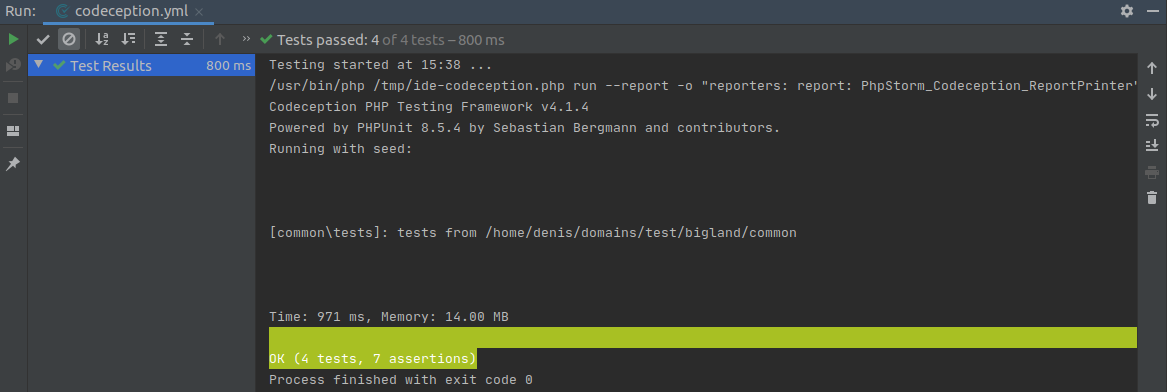 Run: codeception.yml
Tests passed: 4 of 4 tests – 800 ms
Test Results 800 ms
Testing started at 15:38 ...
/usr/bin/php /tmp/ide-codeception.php run --report -o "reporters: report: PhpStorm_Codeception_ReportPrinter"
Codeception PHP Testing Framework v4.1.4
Powered by PHPUnit 8.5.4 by Sebastian Bergmann and contributors.
Running with seed:
[common\tests]: tests from /home/denis/domains/test/bigland/common
Time: 971 ms, Memory: 14.00 MB
OK (4 tests, 7 assertions)
Process finished with exit code 0